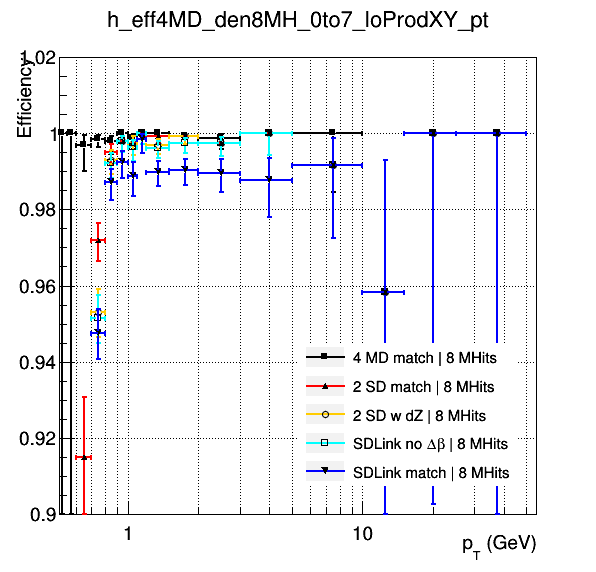 h_eff4MD_den8MH_0to7_loProdXY_pt
Efficiency
1.02
1
0.98
0.96
0.94
0.92
0.9
4 MD match | 8 MHits
2 SD match | 8 MHits
2 SD w dZ | 8 MHits
SDLink no Δβ | 8 MHits
SDLink match | 8 MHits
1
10
p_T (GeV)